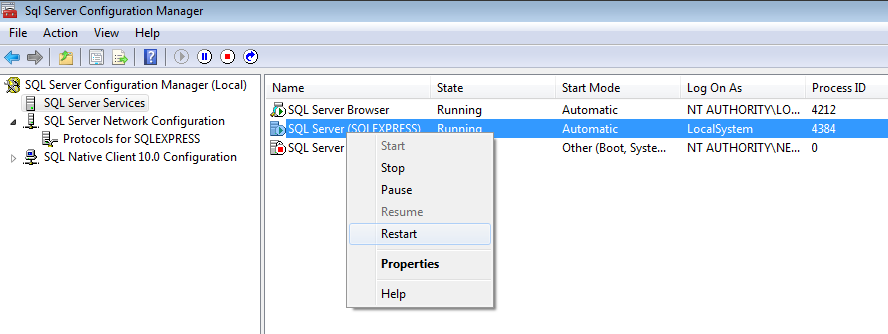 Sql Server Configuration Manager
File Action View Help
SQL Server Configuration Manager (Local)
SQL Server Services
SQL Server Network Configuration
Protocols for SQLEXPRESS
SQL Native Client 10.0 Configuration
Name State Start Mode Log On As Process ID
SQL Server Browser Running Automatic NT AUTHORITY\LO... 4212
SQL Server (SQLEXPRESS) Running Automatic LocalSystem 4384
SQL Server Other (Boot, Syste... NT AUTHORITY\NE... 0
Start
Stop
Pause
Resume
Restart
Properties
Help